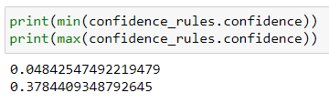 print(min(confidence_rules.confidence))
print(max(confidence_rules.confidence))
0.04842547492219479
0.3784409348792645